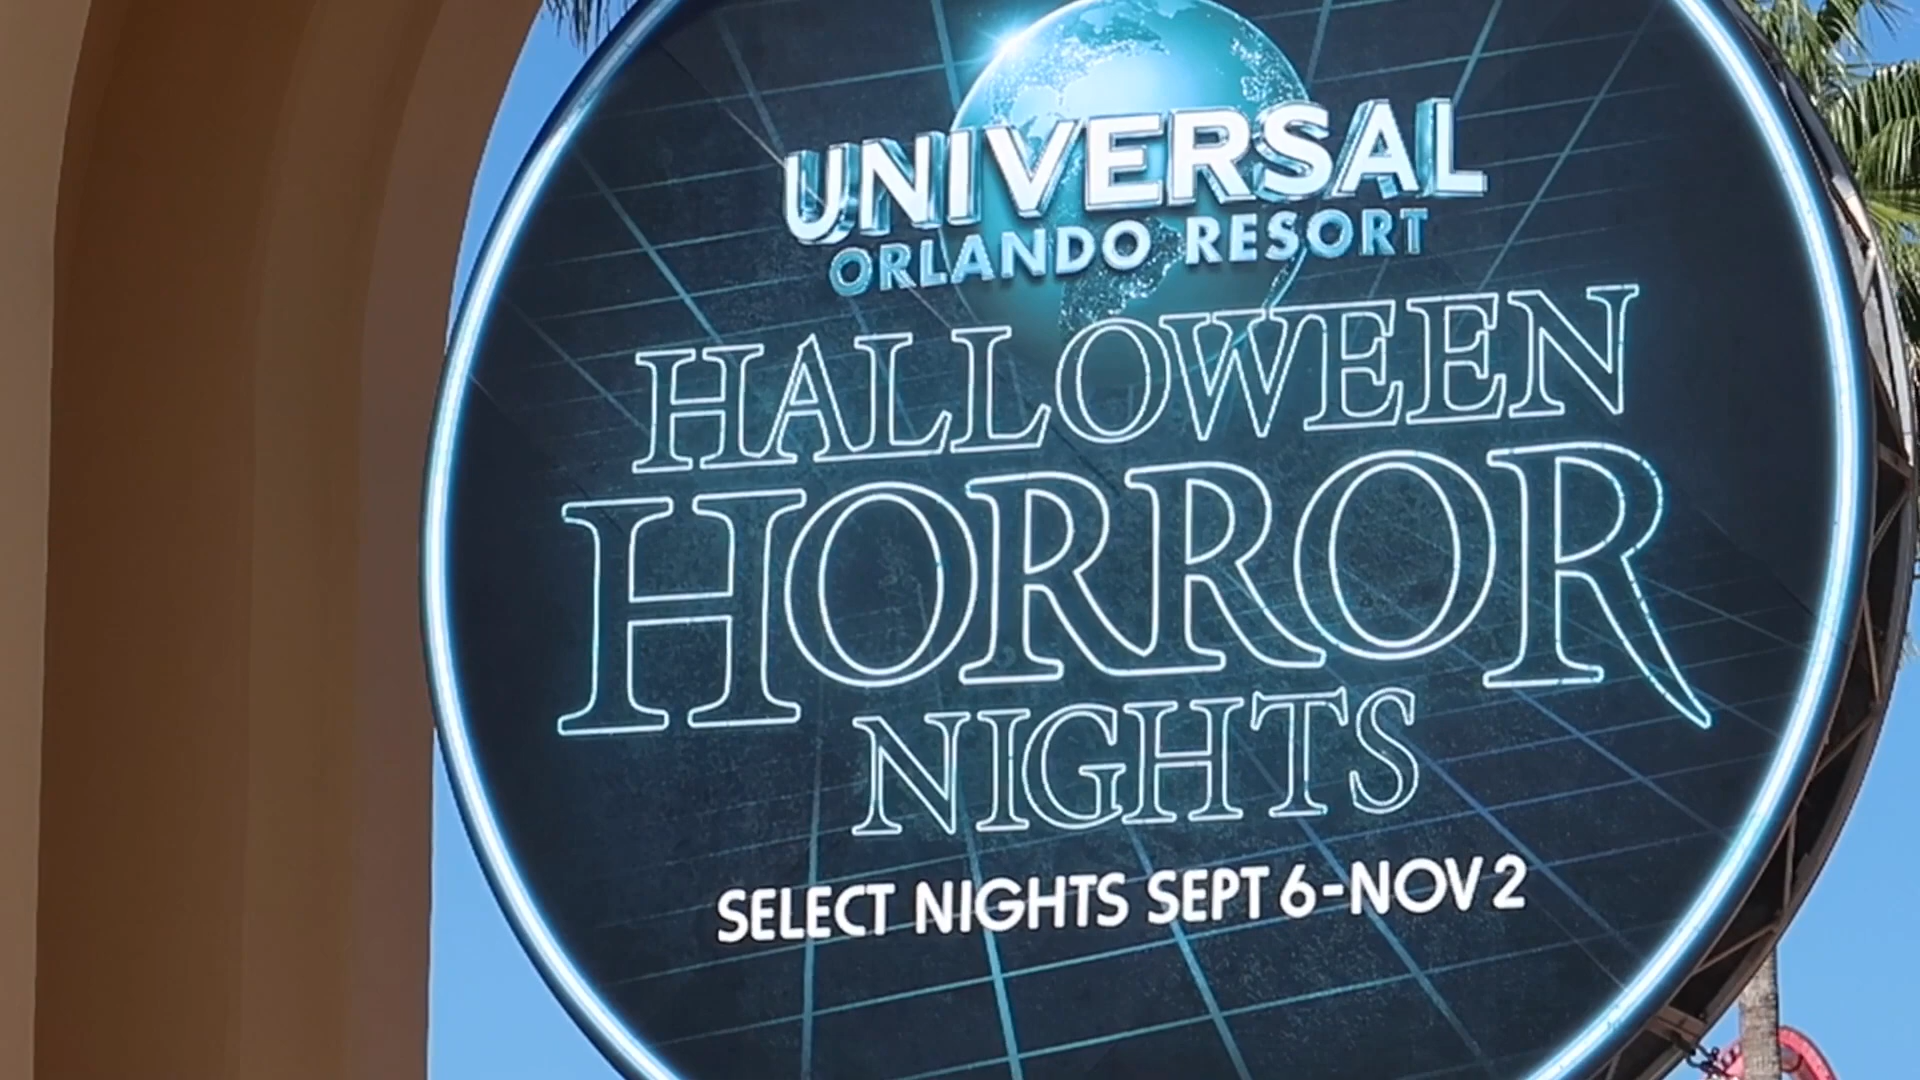 UNIVERSAL
ORLANDO RESORT
HALLOWEEN
HORROR
NIGHTS
SELECT NIGHTS SEPT 6-NOV 2